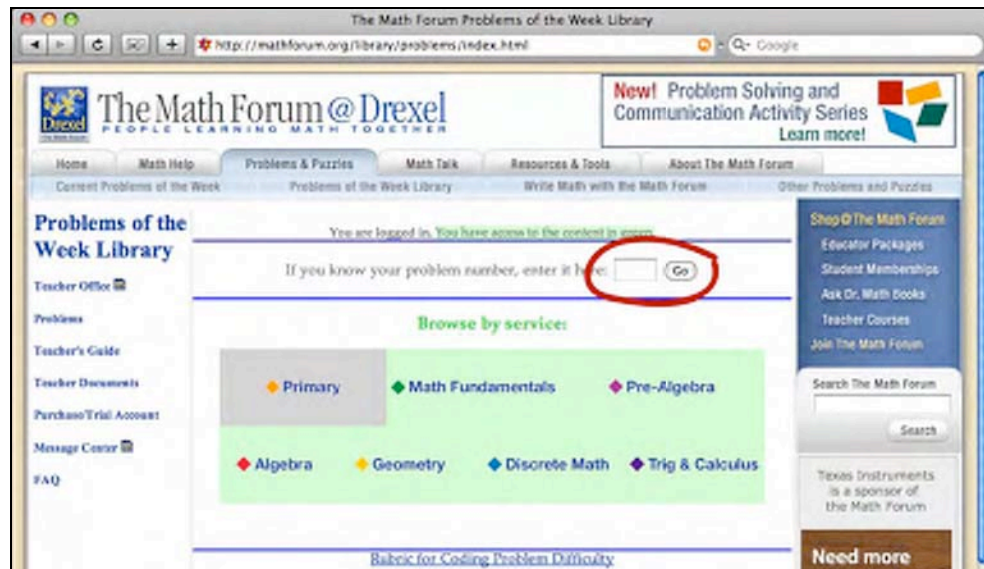 The Math Forum Problems of the Week Library
http://mathforum.org/library/problems/index.html
Google
Drexel
The Math Forum @ Drexel
PEOPLE LEARNING MATH TOGETHER
New! Problem Solving and
Communication Activity Series
Learn more!
Home Math Help Problems & Puzzles Math Talk Resources & Tools About The Math Forum
Current Problems of the Week Problems of the Week Library Write Math with the Math Forum Other Problems and Puzzles
Problems of the
Week Library
Teacher Office
Problems
Teacher's Guide
Teacher Documents
Purchase/Trial Account
Message Center
FAQ
You are logged in. You have access to the content in green.
If you know your problem number, enter it here: Go
Browse by service:
Primary Math Fundamentals Pre-Algebra
Algebra Geometry Discrete Math Trig & Calculus
Rubric for Coding Problem Difficulty
Shop@The Math Forum
Educator Packages
Student Memberships
Ask Dr. Math Books
Teacher Courses
Join The Math Forum
Search The Math Forum
Search
Texas Instruments
is a sponsor of
the Math Forum
Need more